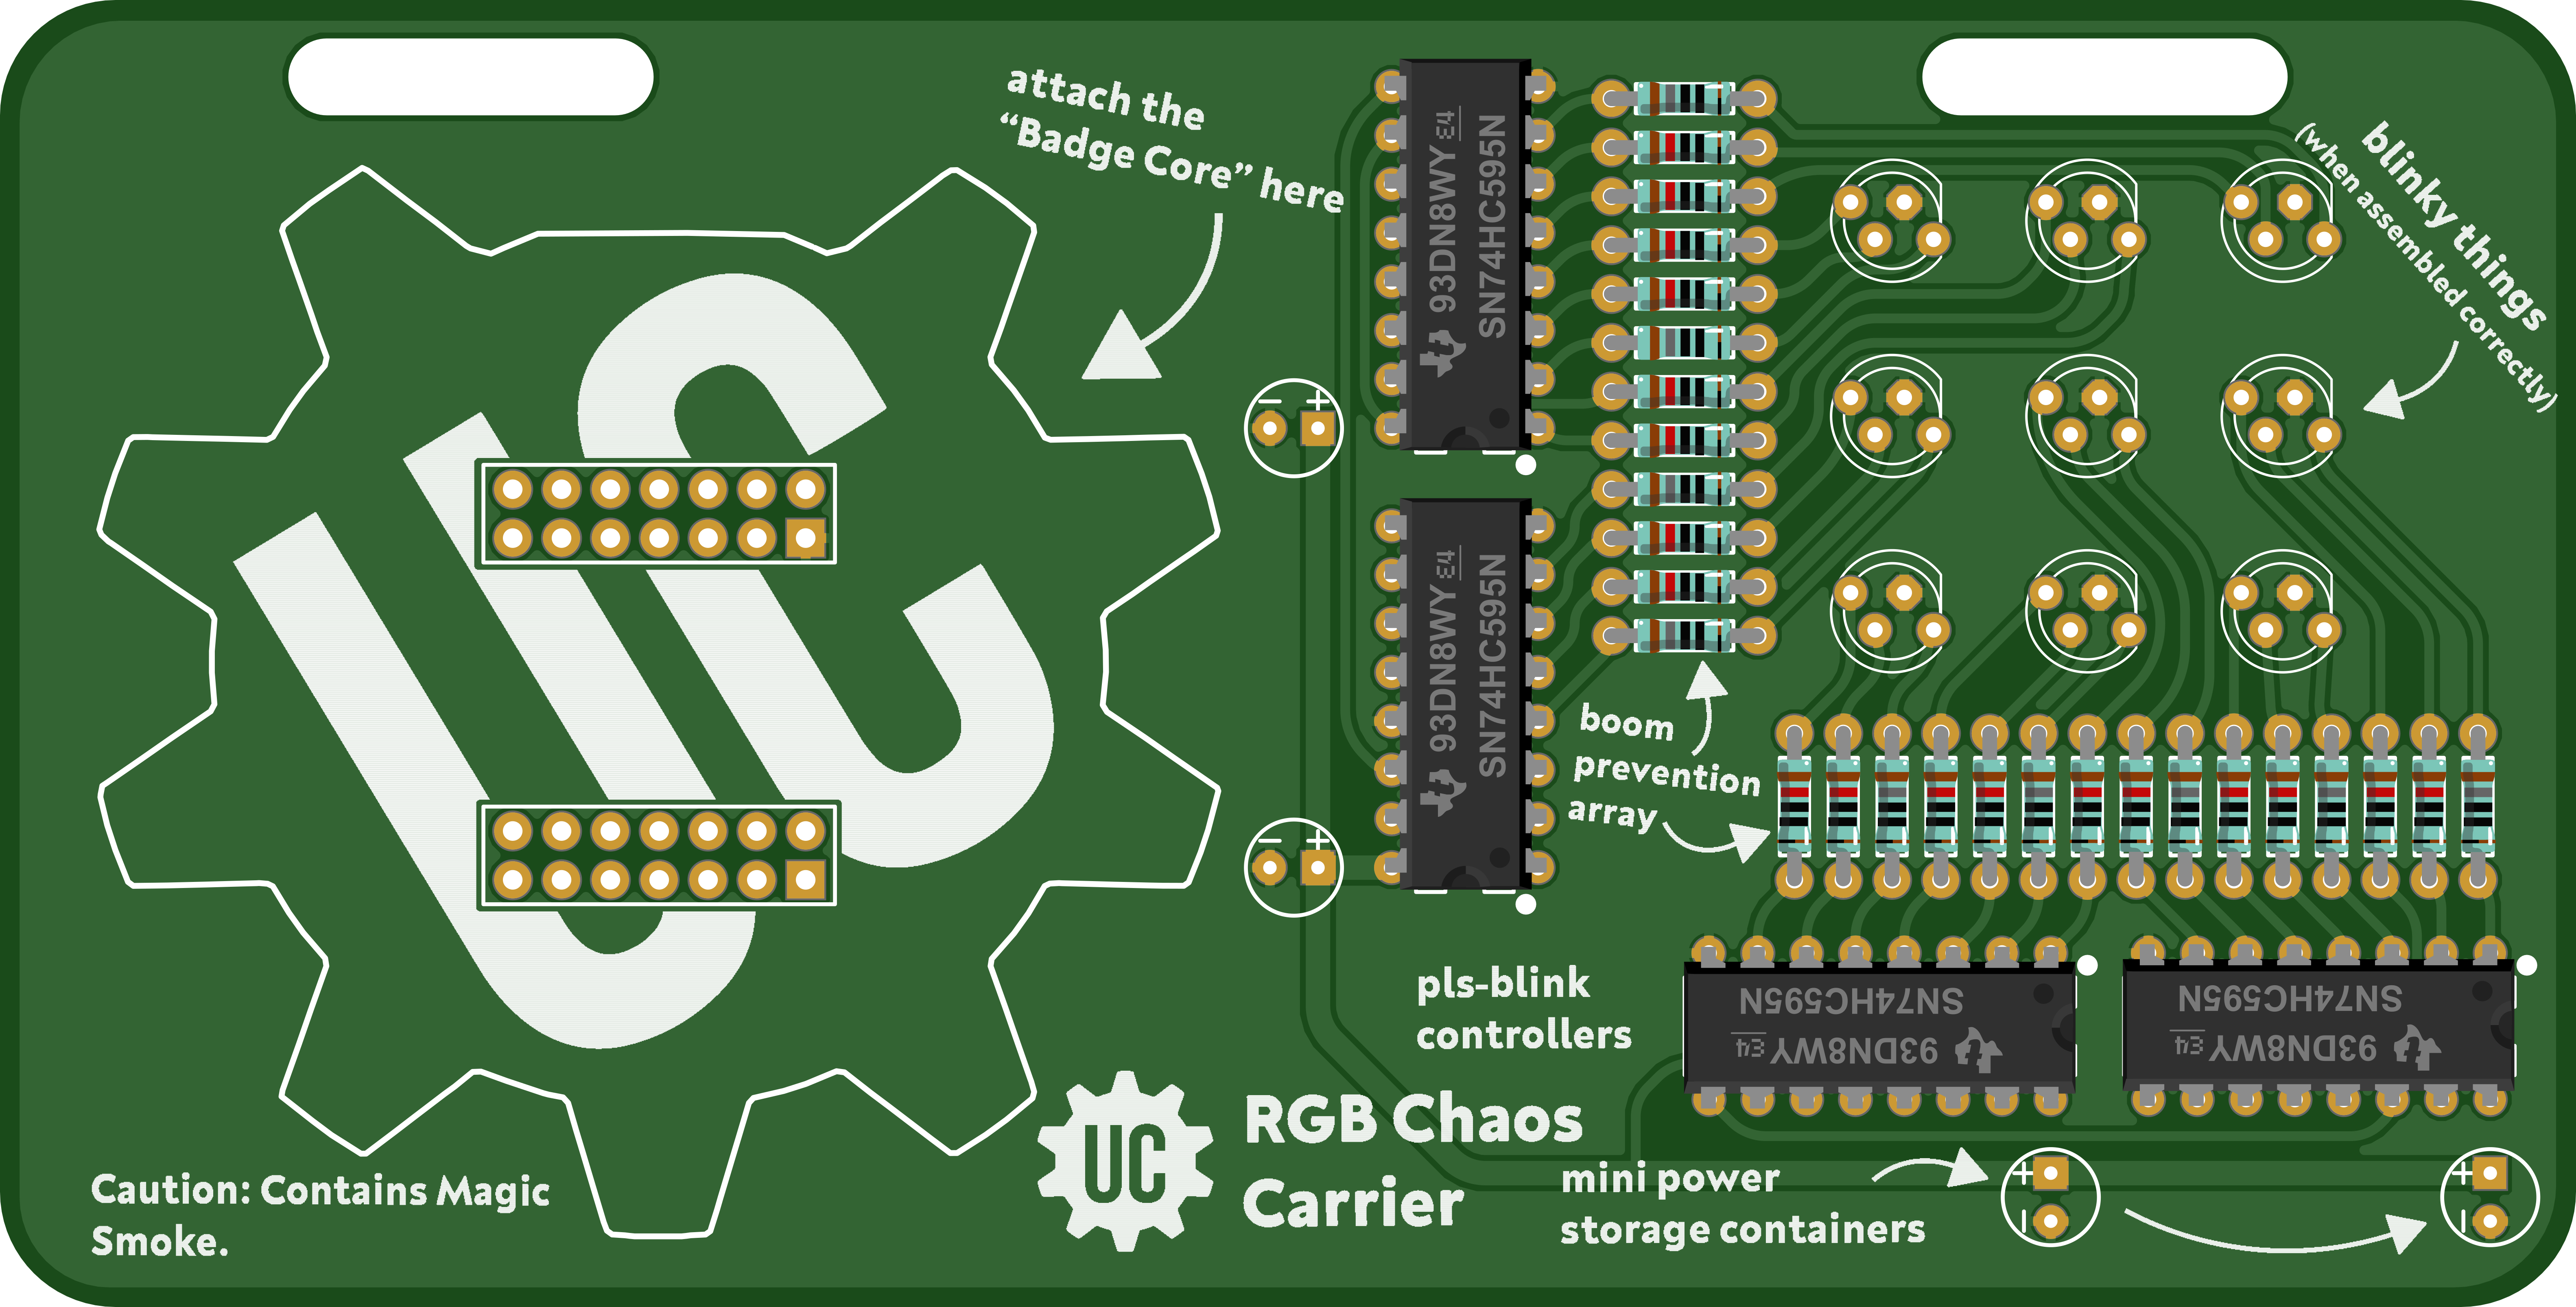 attach the
“Badge Core” here
blinky things
(when assembled correctly)
93DN8WY E4
SN74HC595N
93DN8WY E4
SN74HC595N
- +
- +
boom
prevention
array
pls-blink
controllers
SN74HC595N
93DN8WY E4
SN74HC595N
93DN8WY E4
UC
RGB Chaos
Carrier
mini power
storage containers
+
-
+
-
Caution: Contains Magic
Smoke.